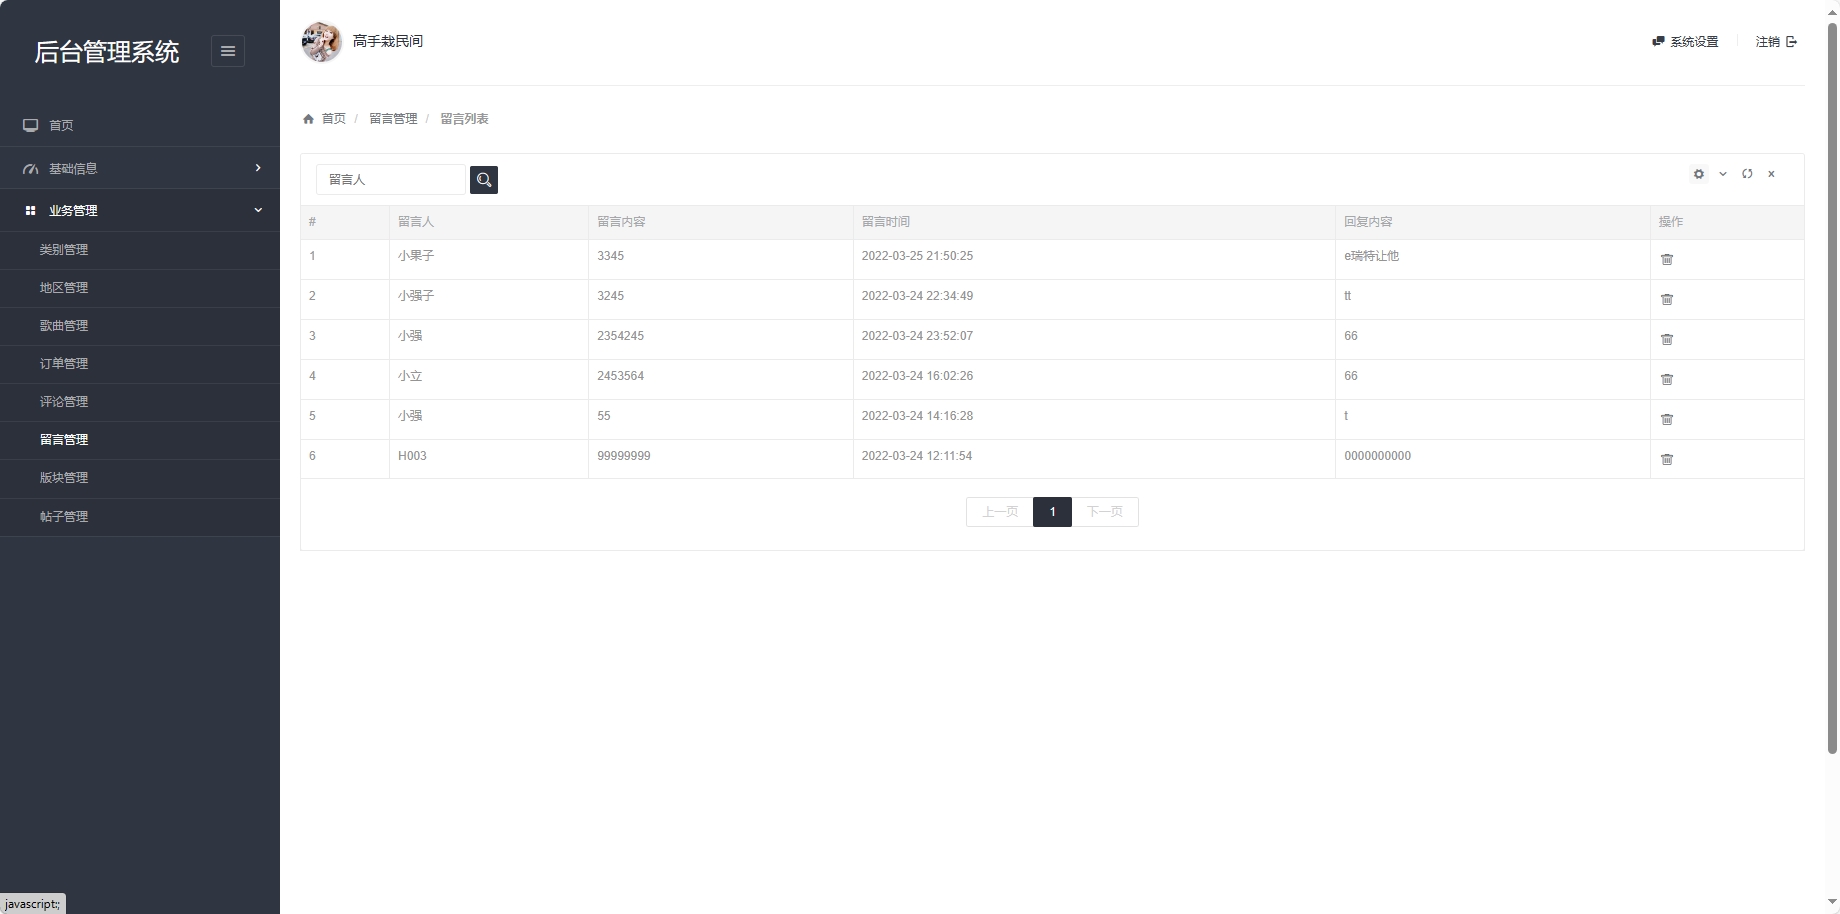 后台管理系统
高手栽民间
系统设置 注销
首页
基础信息
业务管理
类别管理
地区管理
歌曲管理
订单管理
评论管理
留言管理
版块管理
帖子管理
首页 / 留言管理 / 留言列表
留言人
# 留言人 留言内容 留言时间 回复内容 操作
1 小果子 3345 2022-03-25 21:50:25 e瑞特让他
2 小强子 3245 2022-03-24 22:34:49 tt
3 小强 2354245 2022-03-24 23:52:07 66
4 小立 2453564 2022-03-24 16:02:26 66
5 小强 55 2022-03-24 14:16:28 t
6 H003 99999999 2022-03-24 12:11:54 0000000000
上一页 1 下一页
javascript:;